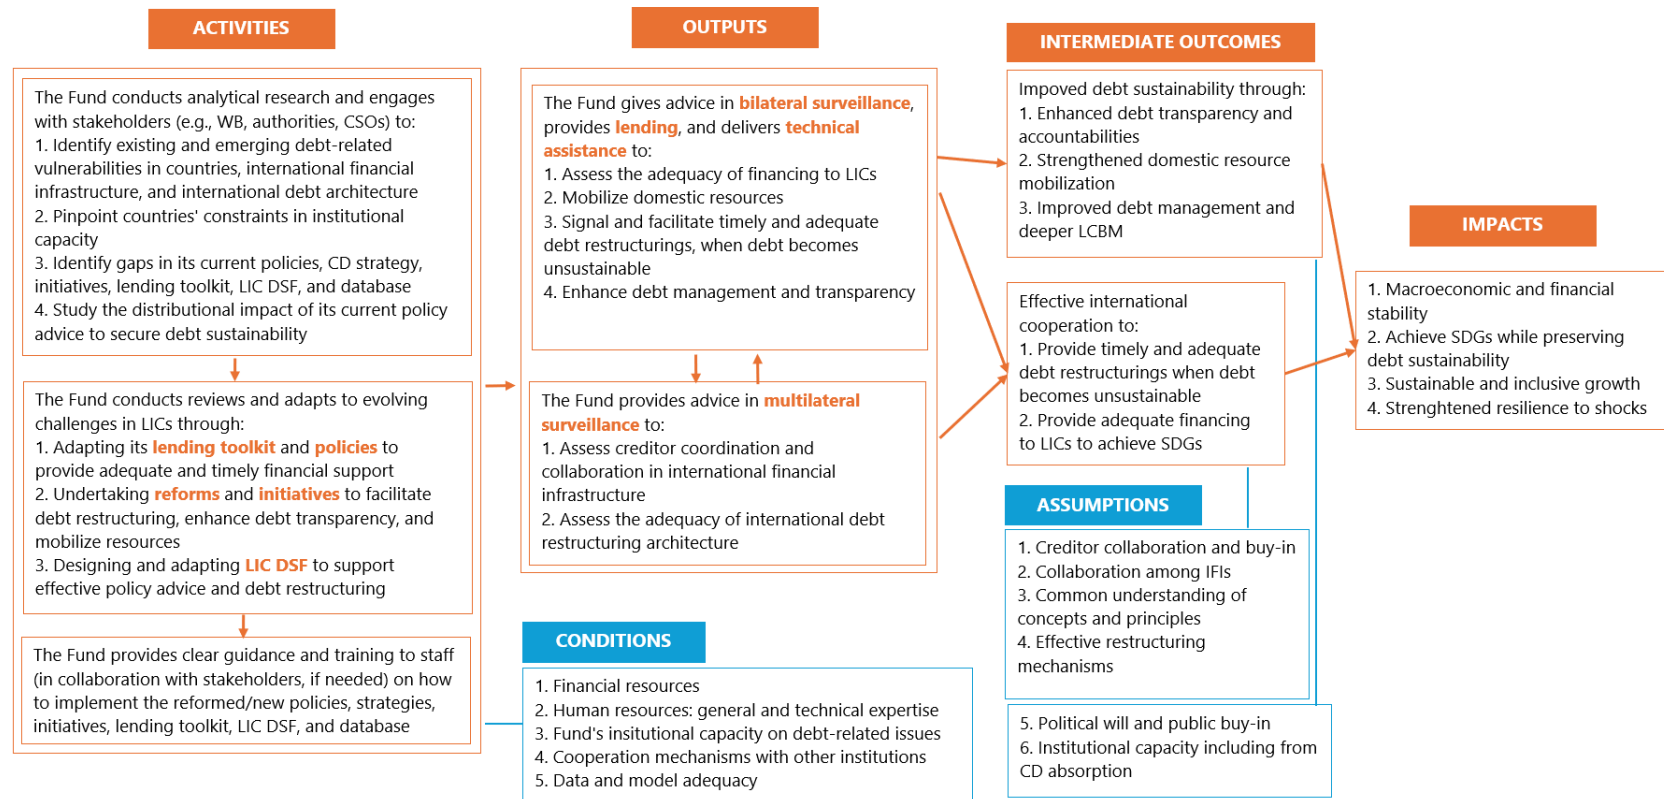 ACTIVITIES
The Fund conducts analytical research and engages
with stakeholders (e.g., WB, authorities, CSOs) to:
1. Identify existing and emerging debt-related
vulnerabilities in countries, international financial
infrastructure, and international debt architecture
2. Pinpoint countries' constraints in institutional
capacity
3. Identify gaps in its current policies, CD strategy,
initiatives, lending toolkit, LIC DSF, and database
4. Study the distributional impact of its current policy
advice to secure debt sustainability
The Fund conducts reviews and adapts to evolving
challenges in LICs through:
1. Adapting its lending toolkit and policies to
provide adequate and timely financial support
2. Undertaking reforms and initiatives to facilitate
debt restructuring, enhance debt transparency, and
mobilize resources
3. Designing and adapting LIC DSF to support
effective policy advice and debt restructuring
The Fund provides clear guidance and training to staff
(in collaboration with stakeholders, if needed) on how
to implement the reformed/new policies, strategies,
initiatives, lending toolkit, LIC DSF, and database
OUTPUTS
The Fund gives advice in bilateral surveillance,
provides lending, and delivers technical
assistance to:
1. Assess the adequacy of financing to LICs
2. Mobilize domestic resources
3. Signal and facilitate timely and adequate
debt restructurings, when debt becomes
unsustainable
4. Enhance debt management and transparency
The Fund provides advice in multilateral
surveillance to:
1. Assess creditor coordination and
collaboration in international financial
infrastructure
2. Assess the adequacy of international debt
restructuring architecture
CONDITIONS
1. Financial resources
2. Human resources: general and technical expertise
3. Fund's insitutional capacity on debt-related issues
4. Cooperation mechanisms with other institutions
5. Data and model adequacy
INTERMEDIATE OUTCOMES
Impoved debt sustainability through:
1. Enhanced debt transparency and
accountabilities
2. Strengthened domestic resource
mobilization
3. Improved debt management and
deeper LCBM
Effective international
cooperation to:
1. Provide timely and adequate
debt restructurings when debt
becomes unsustainable
2. Provide adequate financing
to LICs to achieve SDGs
ASSUMPTIONS
1. Creditor collaboration and buy-in
2. Collaboration among IFIs
3. Common understanding of
concepts and principles
4. Effective restructuring
mechanisms
5. Political will and public buy-in
6. Institutional capacity including from
CD absorption
IMPACTS
1. Macroeconomic and financial
stability
2. Achieve SDGs while preserving
debt sustainability
3. Sustainable and inclusive growth
4. Strenghtened resilience to shocks